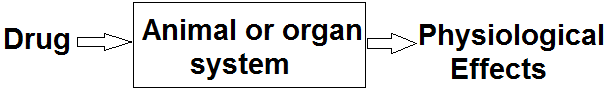 Drug
Animal or organ
system
Physiological
Effects